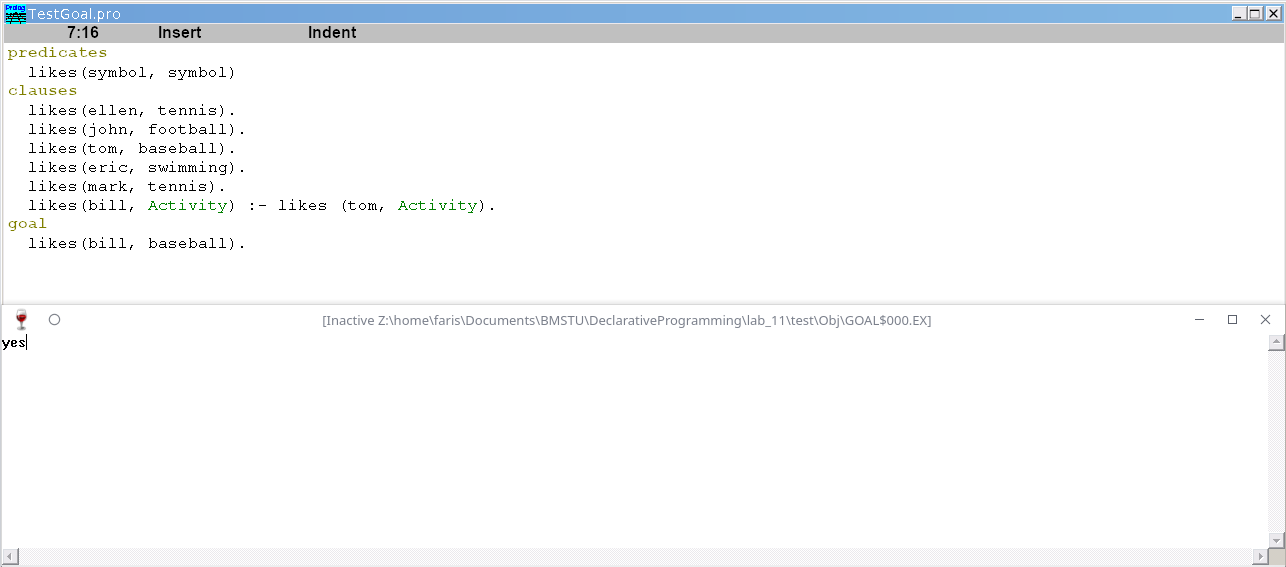 Prolog
TestGoal.pro
7:16 Insert Indent
predicates
likes(symbol, symbol)
clauses
likes(ellen, tennis).
likes(john, football).
likes(tom, baseball).
likes(eric, swimming).
likes(mark, tennis).
likes(bill, Activity) :- likes (tom, Activity).
goal
likes(bill, baseball).
[Inactive Z:\home\faris\Documents\BMSTU\DeclarativeProgramming\lab_11\test\Obj\GOAL$000.EX]
yes